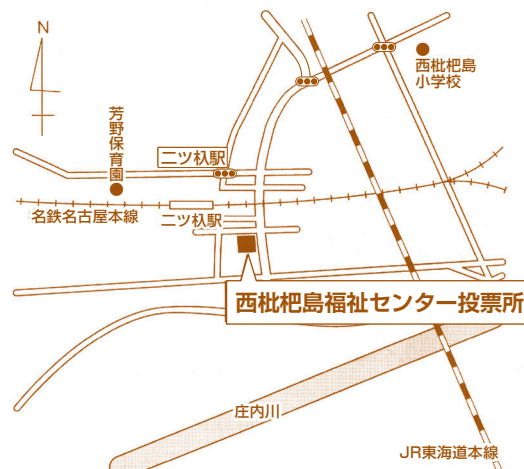 N
西枇杷島
小学校
芳野保育園
二ツ杁駅
名鉄名古屋本線
二ツ杁駅
西枇杷島福祉センター投票所
庄内川
JR東海道本線